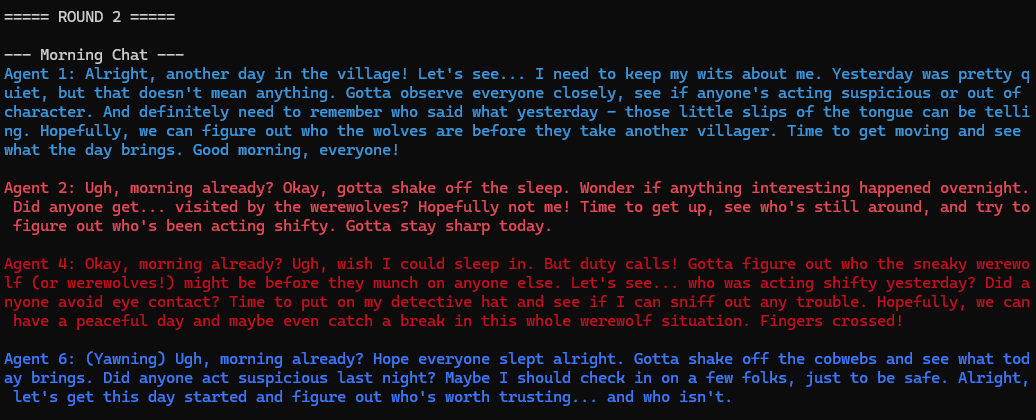 ===== ROUND 2 =====
--- Morning Chat ---
Agent 1: Alright, another day in the village! Let's see... I need to keep my wits about me. Yesterday was pretty q
uiet, but that doesn't mean anything. Gotta observe everyone closely, see if anyone's acting suspicious or out of
character. And definitely need to remember who said what yesterday – those little slips of the tongue can be telli
ng. Hopefully, we can figure out who the wolves are before they take another villager. Time to get moving and see
what the day brings. Good morning, everyone!
Agent 2: Ugh, morning already? Okay, gotta shake off the sleep. Wonder if anything interesting happened overnight.
Did anyone get... visited by the werewolves? Hopefully not me! Time to get up, see who's still around, and try to
figure out who's been acting shifty. Gotta stay sharp today.
Agent 4: Okay, morning already? Ugh, wish I could sleep in. But duty calls! Gotta figure out who the sneaky werewo
lf (or werewolves!) might be before they munch on anyone else. Let's see... who was acting shifty yesterday? Did a
nyone avoid eye contact? Time to put on my detective hat and see if I can sniff out any trouble. Hopefully, we can
have a peaceful day and maybe even catch a break in this whole werewolf situation. Fingers crossed!
Agent 6: (Yawning) Ugh, morning already? Hope everyone slept alright. Gotta shake off the cobwebs and see what tod
ay brings. Did anyone act suspicious last night? Maybe I should check in on a few folks, just to be safe. Alright,
let's get this day started and figure out who's worth trusting... and who isn't.